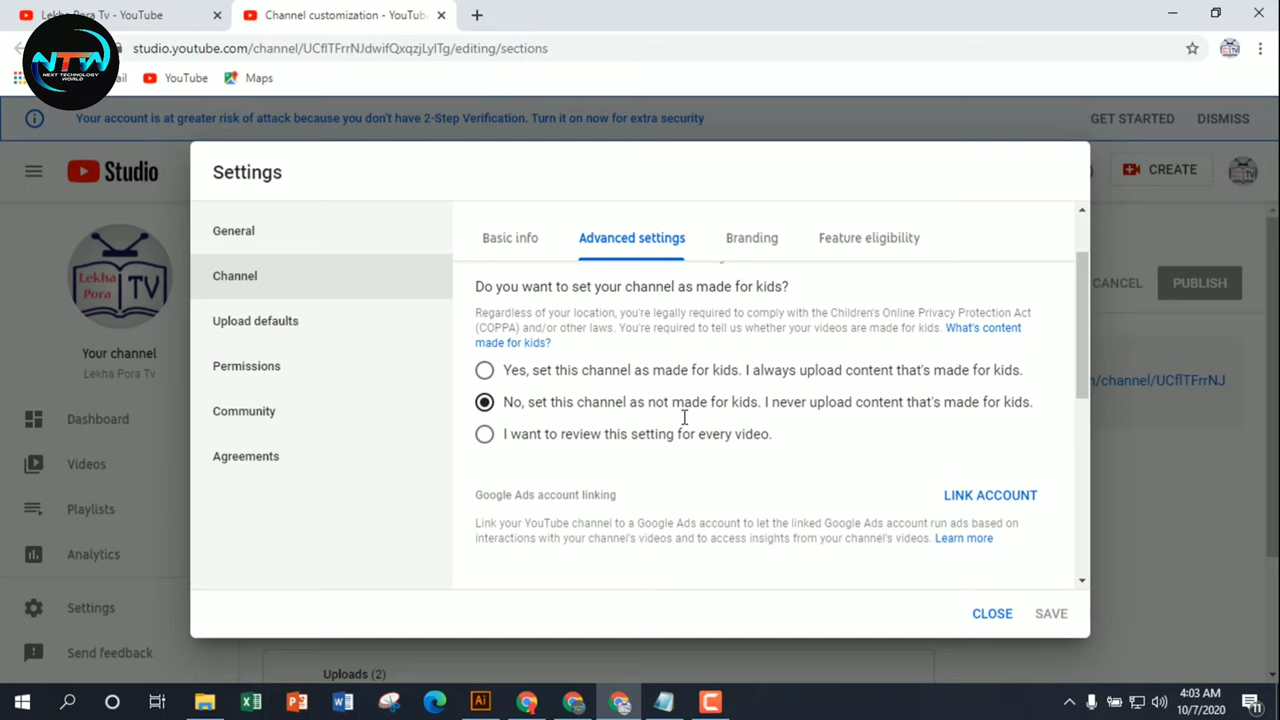 Lekha Pora Tv - YouTube
Channel customization - YouTub
studio.youtube.com/channel/UCflTFrrNJdwifQxqzjLylTg/editing/sections
NTW
NEXT TECHNOLOGY
WORLD
ail
YouTube
Maps
Your account is at greater risk of attack because you don't have 2-Step Verification. Turn it on now for extra security
GET STARTED
DISMISS
Studio
CREATE
Settings
General
Channel
Upload defaults
Permissions
Community
Agreements
Basic info
Advanced settings
Branding
Feature eligibility
Do you want to set your channel as made for kids?
Regardless of your location, you're legally required to comply with the Children's Online Privacy Protection Act
(COPPA) and/or other laws. You're required to tell us whether your videos are made for kids. What's content
made for kids?
Yes, set this channel as made for kids. I always upload content that's made for kids.
No, set this channel as not made for kids. I never upload content that's made for kids.
I want to review this setting for every video.
Google Ads account linking
LINK ACCOUNT
Link your YouTube channel to a Google Ads account to let the linked Google Ads account run ads based on
interactions with your channel's videos and to access insights from your channel's videos. Learn more
CLOSE
SAVE
Lekha
Pora
TV
Your channel
Lekha Pora Tv
Dashboard
Videos
Playlists
Analytics
Settings
Send feedback
CANCEL
PUBLISH
m/channel/UCflTFrrNJ
Uploads (2)
4:03 AM
10/7/2020